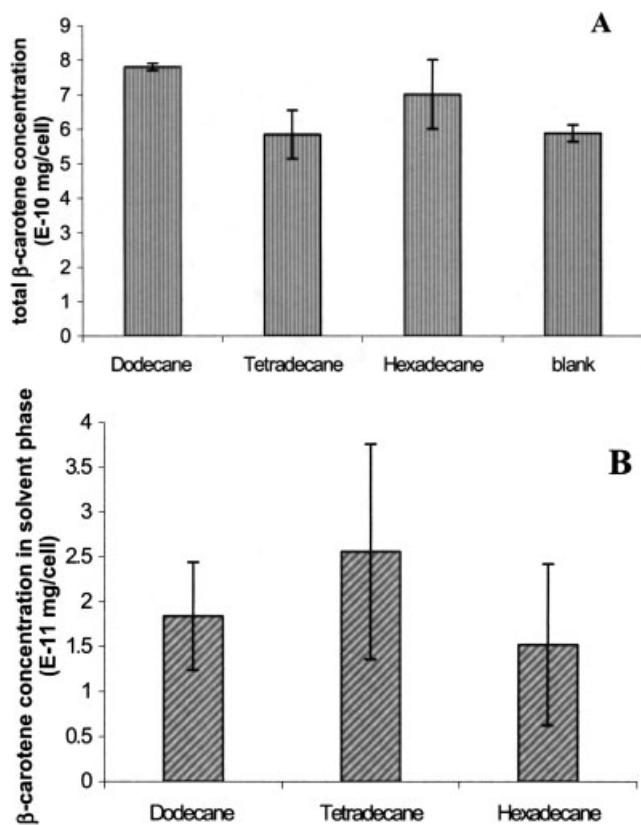 A
total β-carotene concentration
(E-10 mg/cell)
9
8
7
6
5
4
3
2
1
0
Dodecane Tetradecane Hexadecane blank
B
β-carotene concentration in solvent phase
(E-11 mg/cell)
4
3.5
3
2.5
2
1.5
1
0.5
0
Dodecane Tetradecane Hexadecane